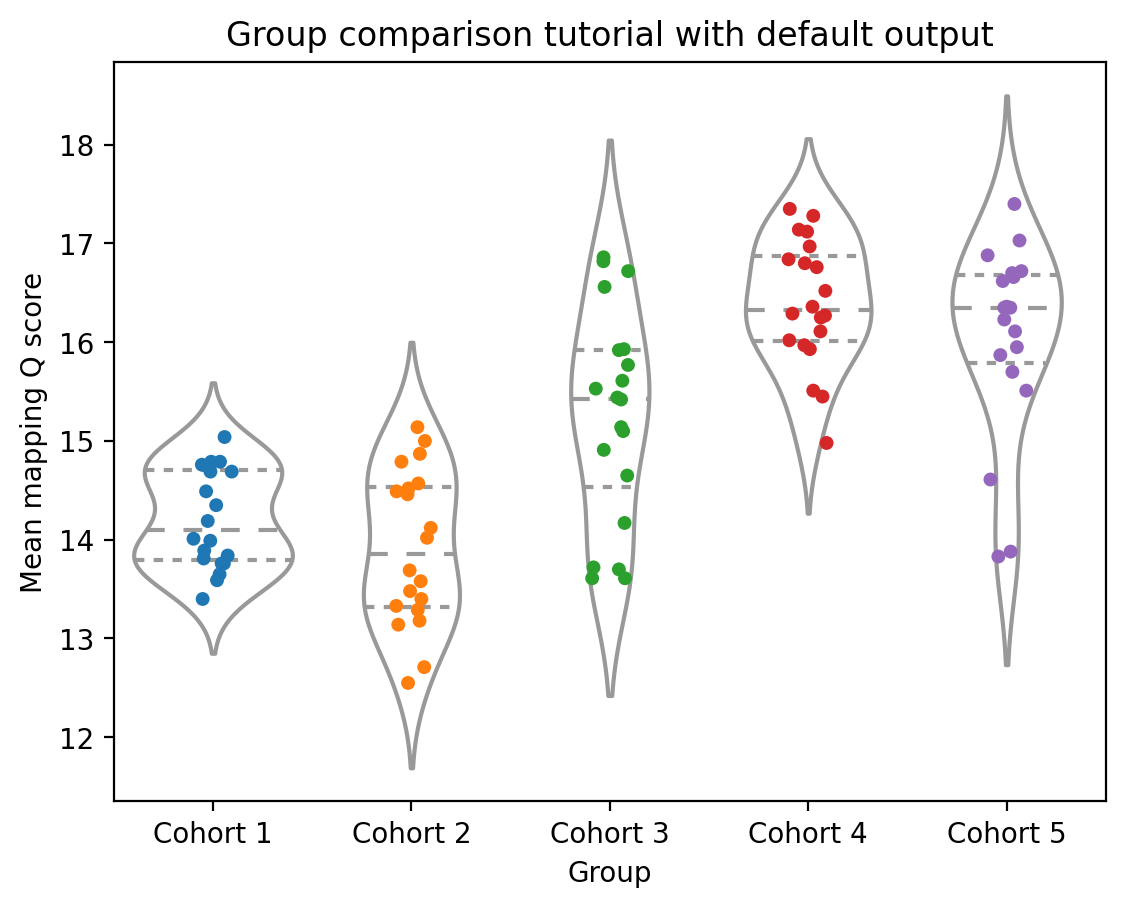 Group comparison tutorial with default output
Mean mapping Q score
18
17
16
15
14
13
12
Cohort 1
Cohort 2
Cohort 3
Cohort 4
Cohort 5
Group